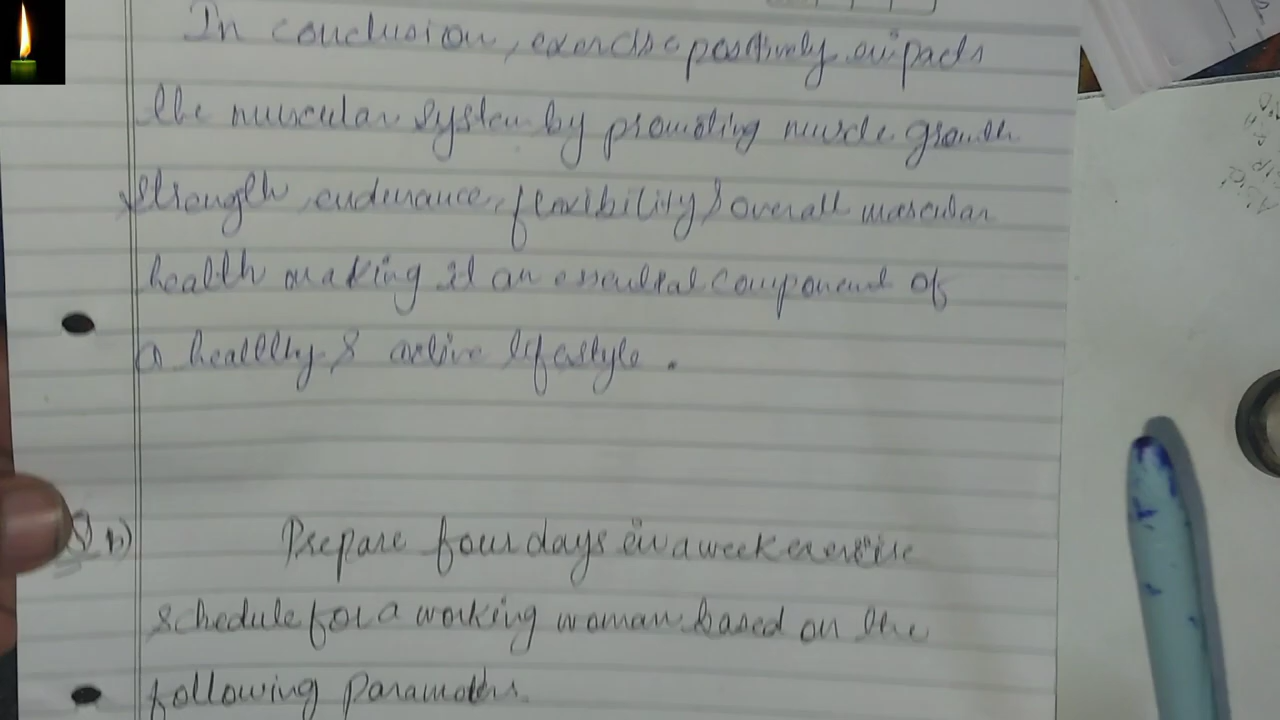 In conclusion, exercise positively impacts
the muscular system by promoting muscle growth
strength, endurance, flexibility & overall muscular
health making it an essential component of
a healthy & active lifestyle.
Prepare four days in a week exercise
schedule for a working woman based on the
following parameters.